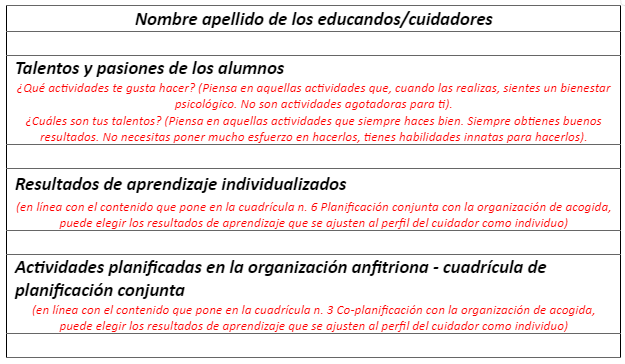 Nombre apellido de los educandos/cuidadores
Talentos y pasiones de los alumnos
¿Qué actividades te gusta hacer? (Piensa en aquellas actividades que, cuando las realizas, sientes un bienestar
psicológico. No son actividades agotadoras para ti).
¿Cuáles son tus talentos? (Piensa en aquellas actividades que siempre haces bien. Siempre obtienes buenos
resultados. No necesitas poner mucho esfuerzo en hacerlos, tienes habilidades innatas para hacerlos).
Resultados de aprendizaje individualizados
(en línea con el contenido que pone en la cuadrícula n. 6 Planificación conjunta con la organización de acogida,
puede elegir los resultados de aprendizaje que se ajusten al perfil del cuidador como individuo)
Actividades planificadas en la organización anfitriona - cuadrícula de
planificación conjunta
(en línea con el contenido que pone en la cuadrícula n. 3 Co-planificación con la organización de acogida,
puede elegir los resultados de aprendizaje que se ajusten al perfil del cuidador como individuo)